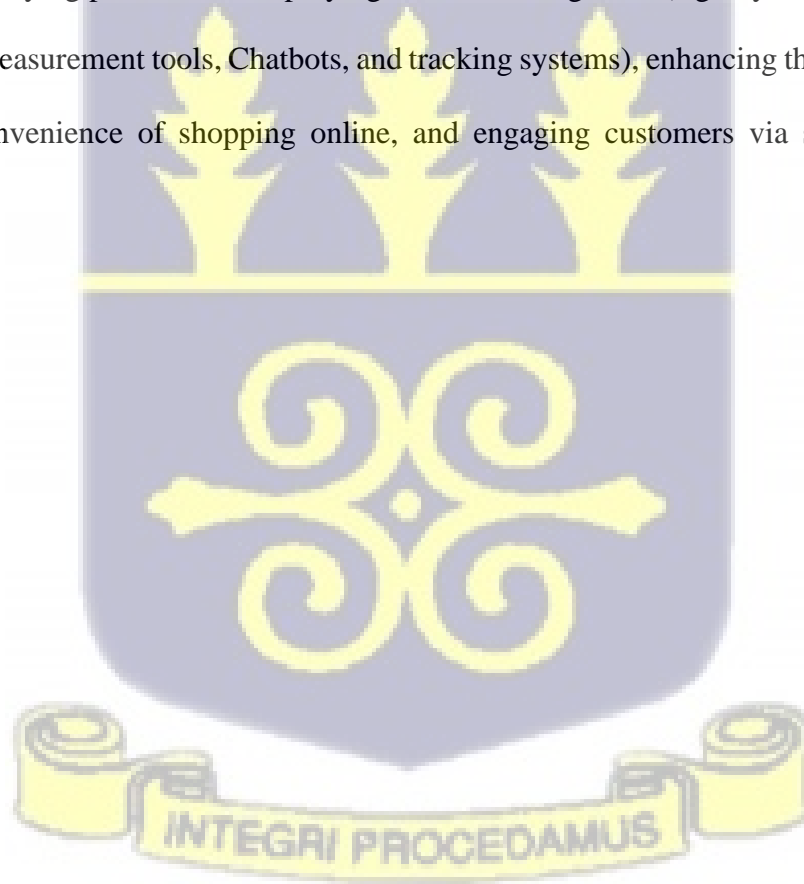 easurement tools, Chatbots, and tracking systems), enhancing th
nvenience of shopping online, and engaging customers via
INTEGRI PROCEDAMUS